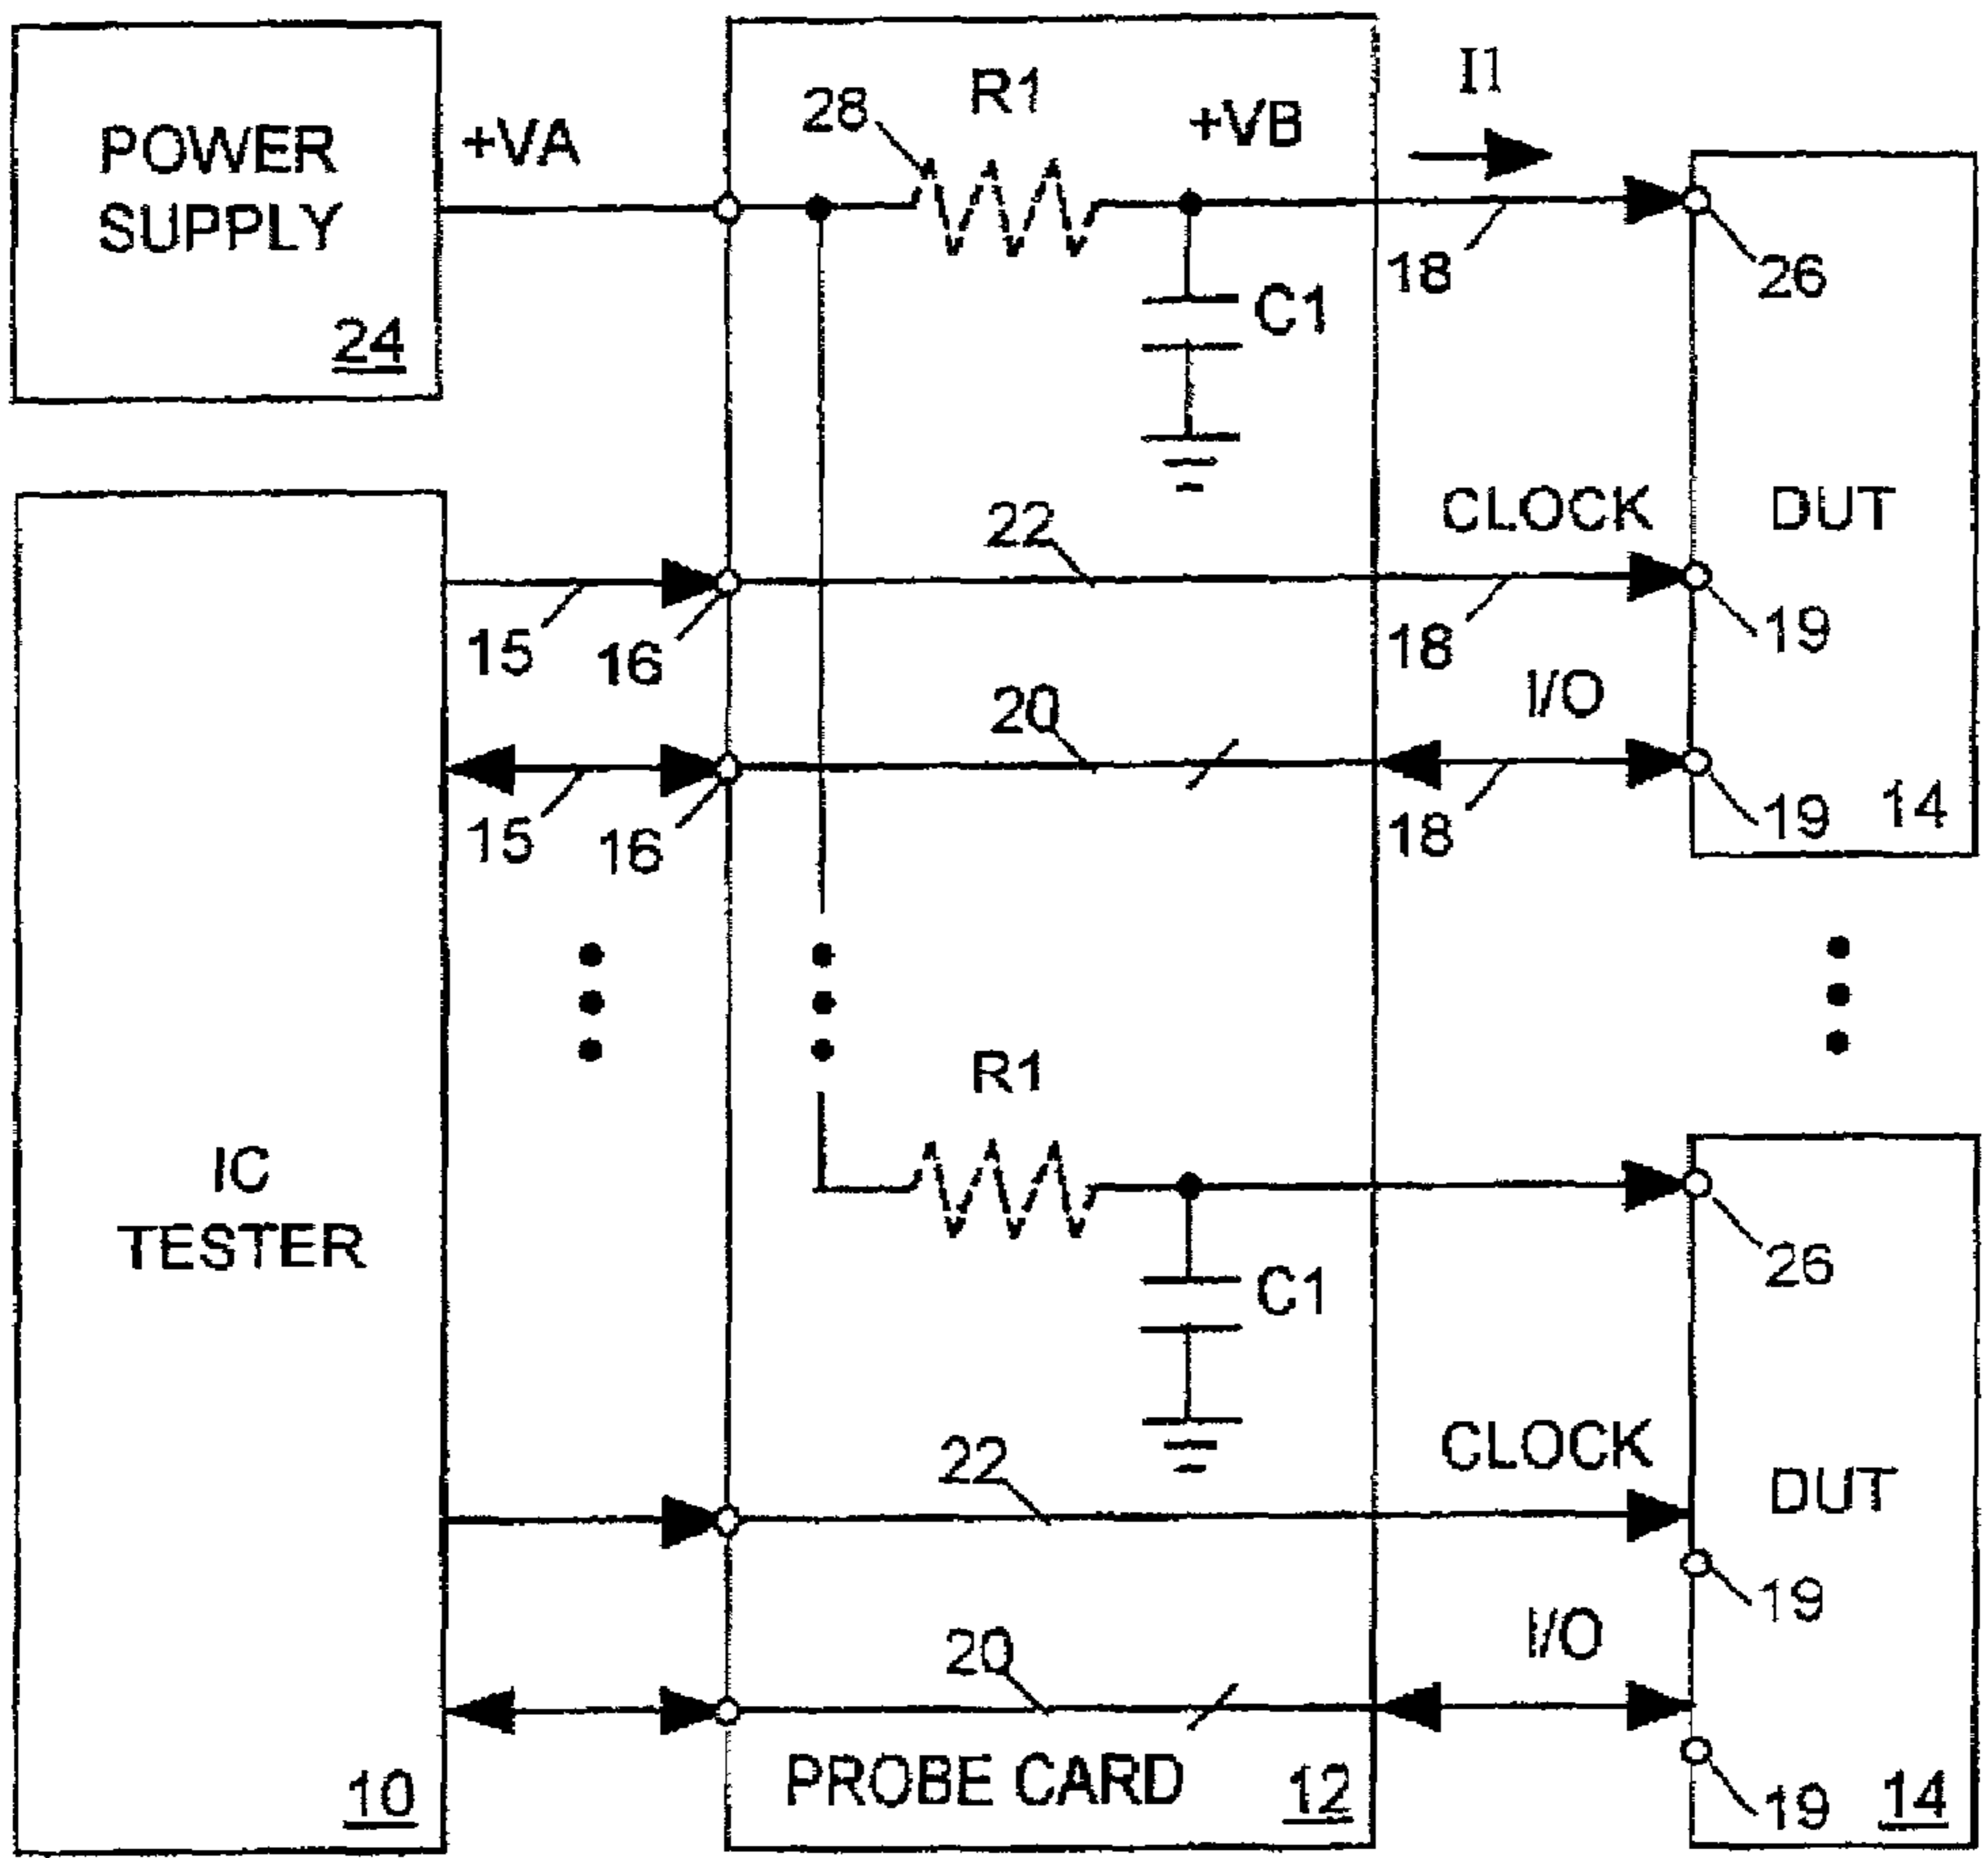 POWER
SUPPLY
24
+VA
28
R1
+VB
I1
C1
18
26
22
CLOCK
DUT
15
16
18
19
20
I/O
15
16
18
19
14
R1
IC
TESTER
C1
26
22
CLOCK
DUT
19
20
I/O
10
PROBE CARD
12
19
14